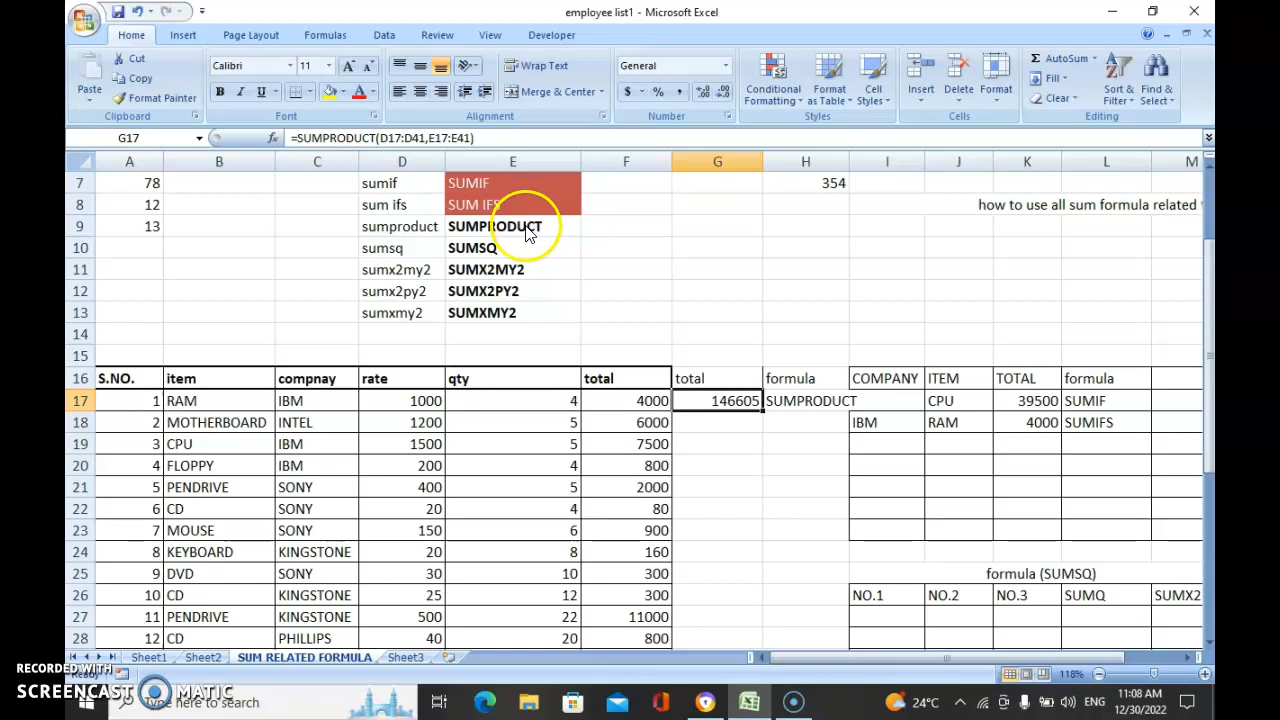 employee list1 - Microsoft Excel
Home Insert Page Layout Formulas Data Review View Developer
Cut
Copy
Format Painter
Paste
Calibri 11
B I U
Wrap Text
Merge & Center
General
$ % ,
Conditional Formatting
Format as Table
Cell Styles
Insert Delete Format
Σ AutoSum
Fill
Clear
Sort & Filter
Find & Select
Clipboard Font Alignment Number Styles Cells Editing
G17 fx =SUMPRODUCT(D17:D41,E17:E41)
A B C D E F G H I J K L M
7 78 sumif SUMIF 354
8 12 sum ifs SUM IFS how to use all sum formula related
9 13 sumproduct SUMPRODUCT
10 sumsq SUMSQ
11 sumx2my2 SUMX2MY2
12 sumx2py2 SUMX2PY2
13 sumxmy2 SUMXMY2
14
15
16 S.NO. item compnay rate qty total total formula COMPANY ITEM TOTAL formula
17 1 RAM IBM 1000 4 4000 146605 SUMPRODUCT CPU 39500 SUMIF
18 2 MOTHERBOARD INTEL 1200 5 6000 IBM RAM 4000 SUMIFS
19 3 CPU IBM 1500 5 7500
20 4 FLOPPY IBM 200 4 800
21 5 PENDRIVE SONY 400 5 2000
22 6 CD SONY 20 4 80
23 7 MOUSE SONY 150 6 900
24 8 KEYBOARD KINGSTONE 20 8 160
25 9 DVD SONY 30 10 300 formula (SUMSQ)
26 10 CD KINGSTONE 25 12 300 NO.1 NO.2 NO.3 SUMQ SUMX2
27 11 PENDRIVE KINGSTONE 500 22 11000
28 12 CD PHILLIPS 40 20 800
Sheet1 Sheet2 SUM RELATED FORMULA Sheet3
Ready 118%
RECORDED WITH
SCREENCAST MATIC
Type here to search
24°C ENG 11:08 AM
12/30/2022